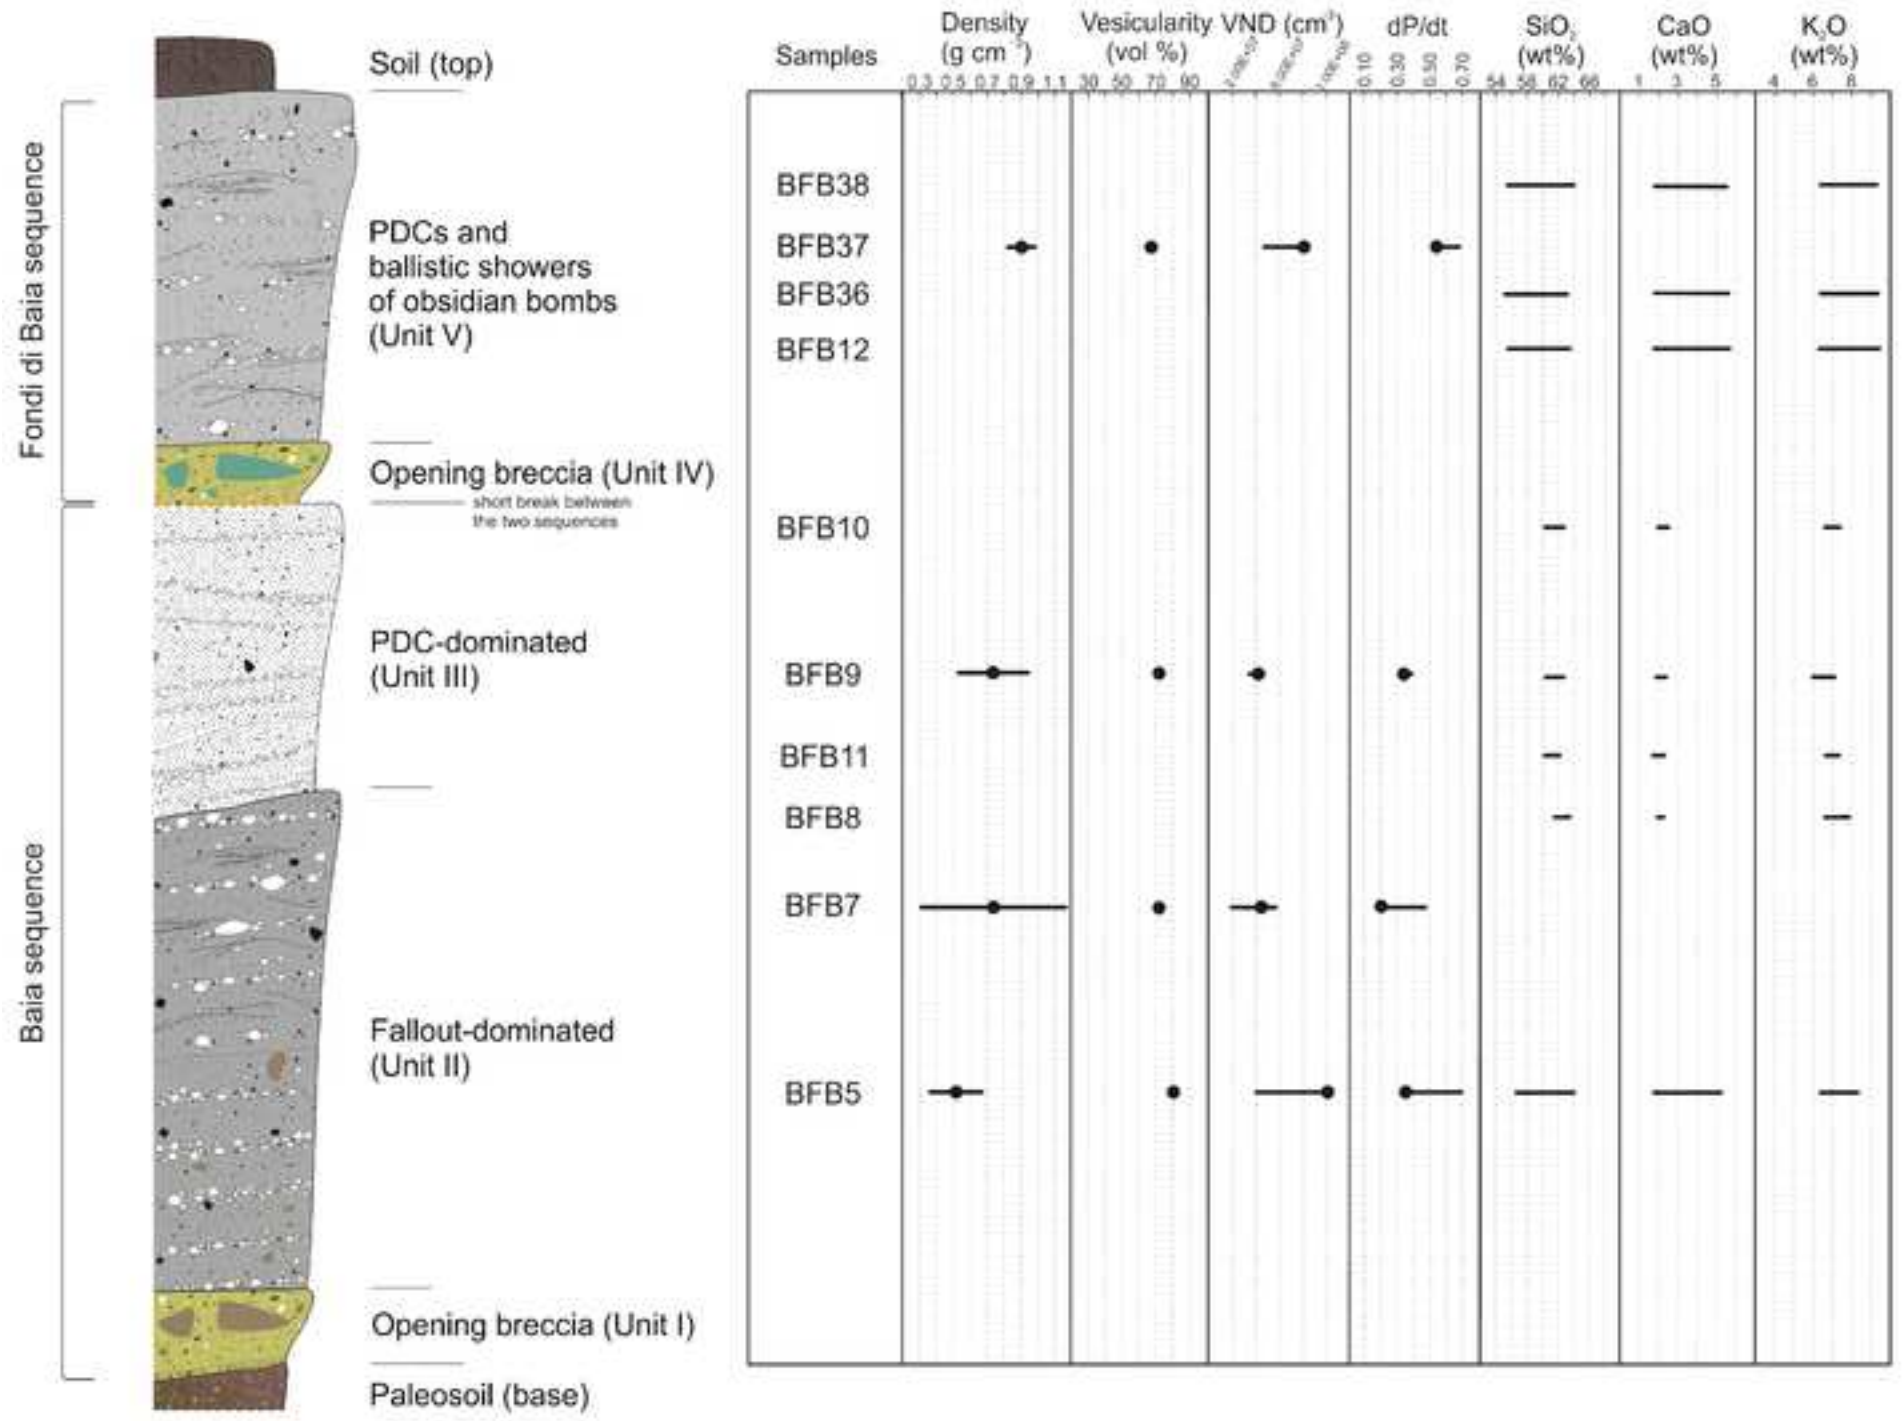 Density
(g cm⁻³)
Vesicularity
(vol %)
VND (cm³)
dP/dt
SiO₂
(wt%)
CaO
(wt%)
K₂O
(wt%)
Samples
0.3 0.5 0.7 0.9 1.1
30 50 70 90
0.10 0.30 0.50 0.70
54 58 62 66
1 3 5
4 6 8
Soil (top)
Fondi di Baia sequence
PDCs and
ballistic showers
of obsidian bombs
(Unit V)
Opening breccia (Unit IV)
short break between
the two sequences
Baia sequence
PDC-dominated
(Unit III)
Fallout-dominated
(Unit II)
Opening breccia (Unit I)
Paleosoil (base)
BFB38
BFB37
BFB36
BFB12
BFB10
BFB9
BFB11
BFB8
BFB7
BFB5